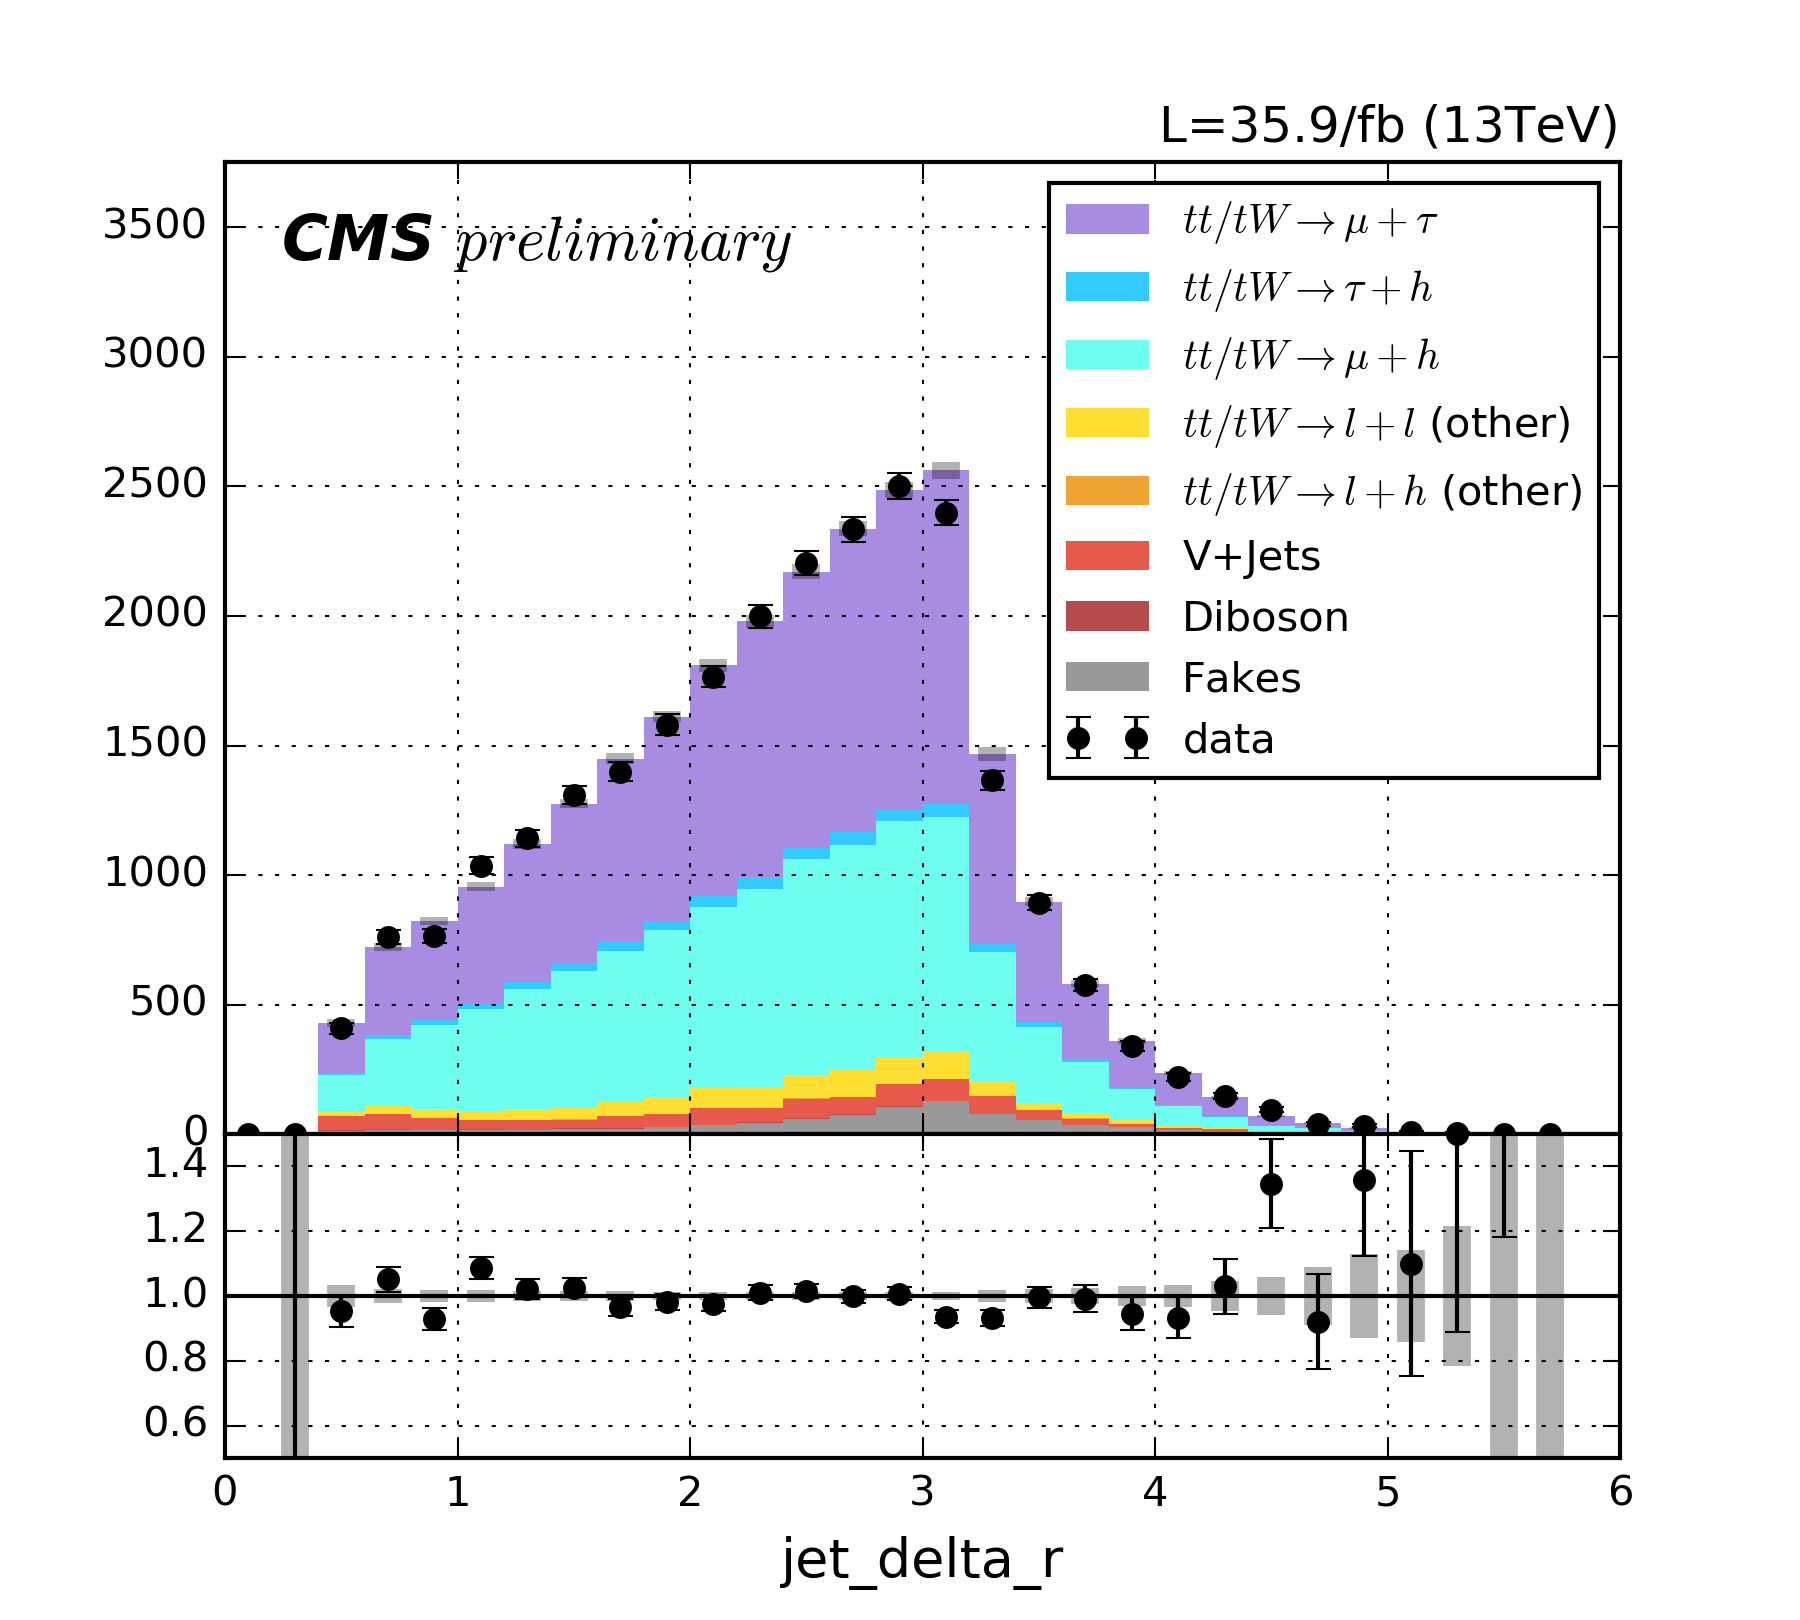 L=35.9/fb (13TeV)
CMS preliminary
tt/tW→μ+τ
tt/tW→τ+h
tt/tW→μ+h
tt/tW→l+l (other)
tt/tW→l+h (other)
V+Jets
Diboson
Fakes
data
3500
3000
2500
2000
1500
1000
500
0
1.4
1.2
1.0
0.8
0.6
0 1 2 3 4 5 6
jet_delta_r